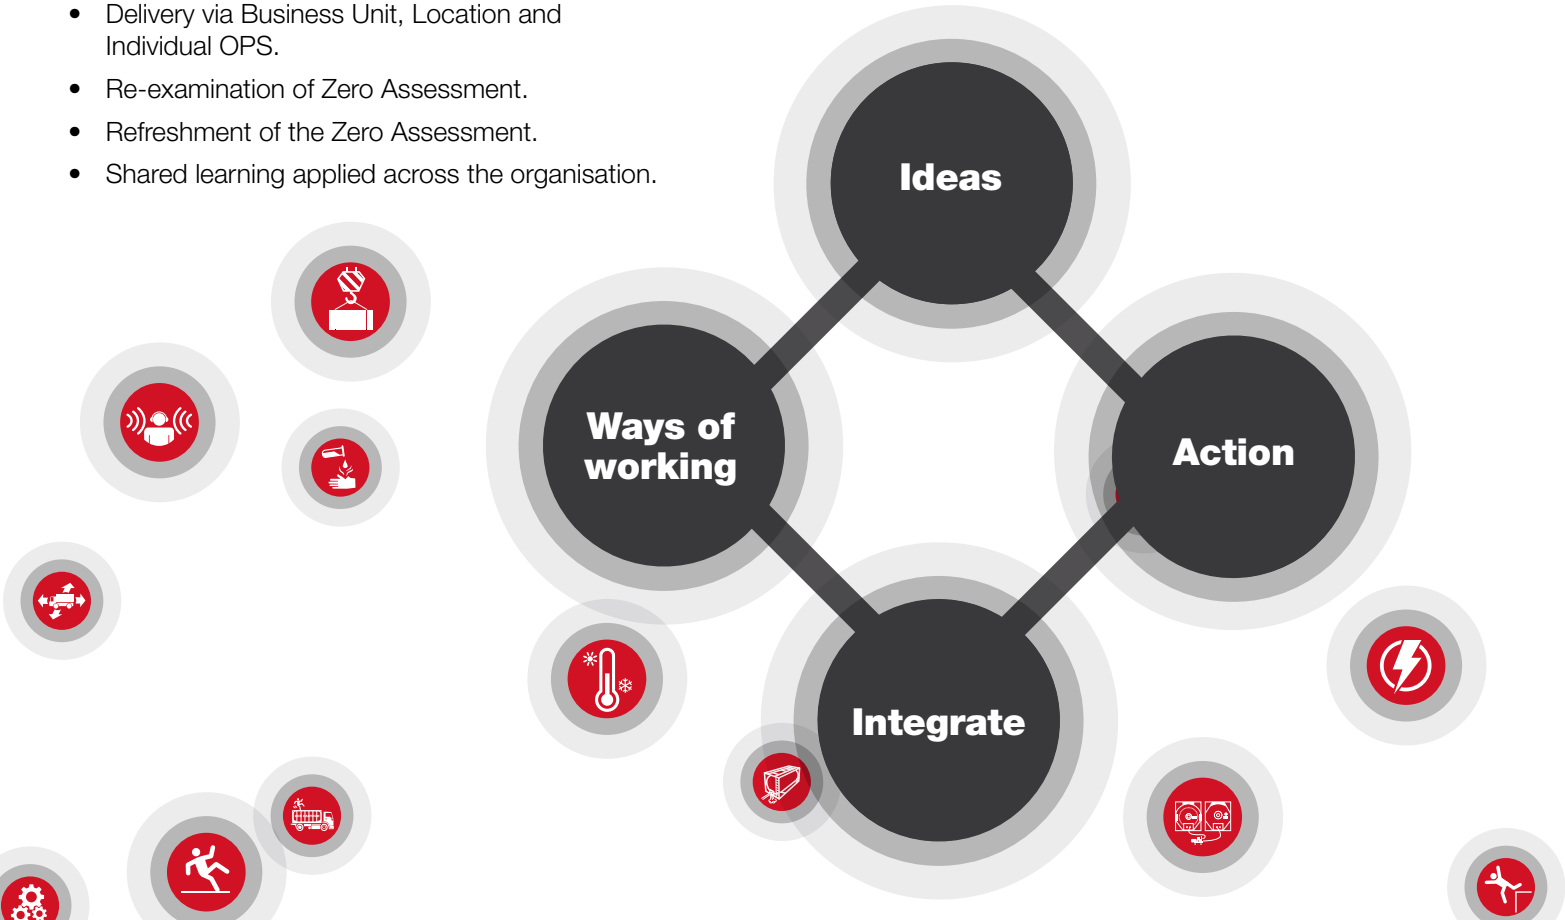 • Delivery via Business Unit, Location and
Individual OPS.
• Re-examination of Zero Assessment.
• Refreshment of the Zero Assessment.
• Shared learning applied across the organisation.
Ideas
Ways of
working
Action
Integrate